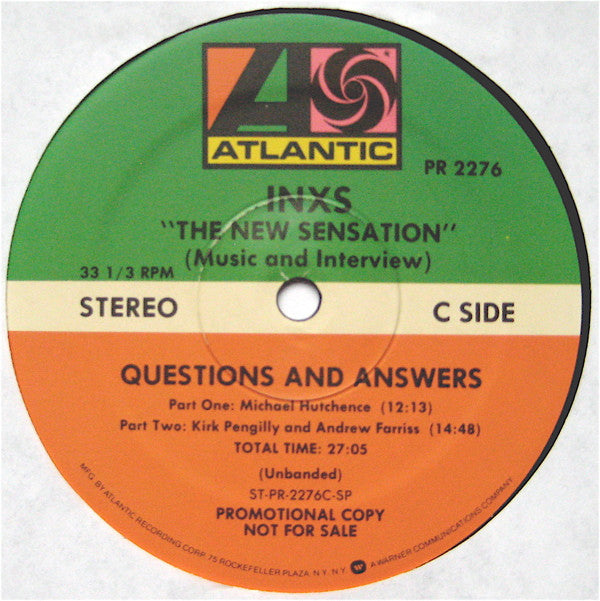 ATLANTIC
PR 2276
INXS
"THE NEW SENSATION"
(Music and Interview)
33 1/3 RPM
STEREO
C SIDE
QUESTIONS AND ANSWERS
Part One: Michael Hutchence (12:13)
Part Two: Kirk Pengilly and Andrew Farriss (14:48)
TOTAL TIME: 27:05
(Unbanded)
ST-PR-2276C-SP
PROMOTIONAL COPY
NOT FOR SALE
MFG. BY ATLANTIC RECORDING CORP. 75 ROCKEFELLER PLAZA, N.Y. N.Y. A WARNER COMMUNICATIONS COMPANY